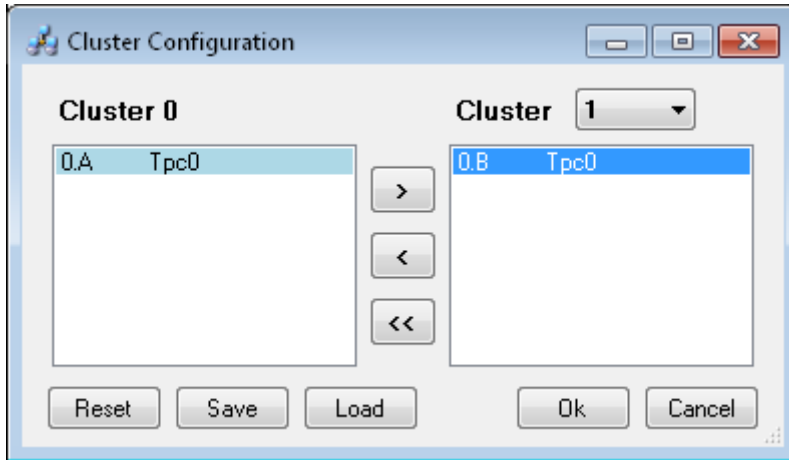 Cluster Configuration
Cluster 0
Cluster 1
0.A Tpc0
0.B Tpc0
>
<
<<
Reset Save Load Ok Cancel